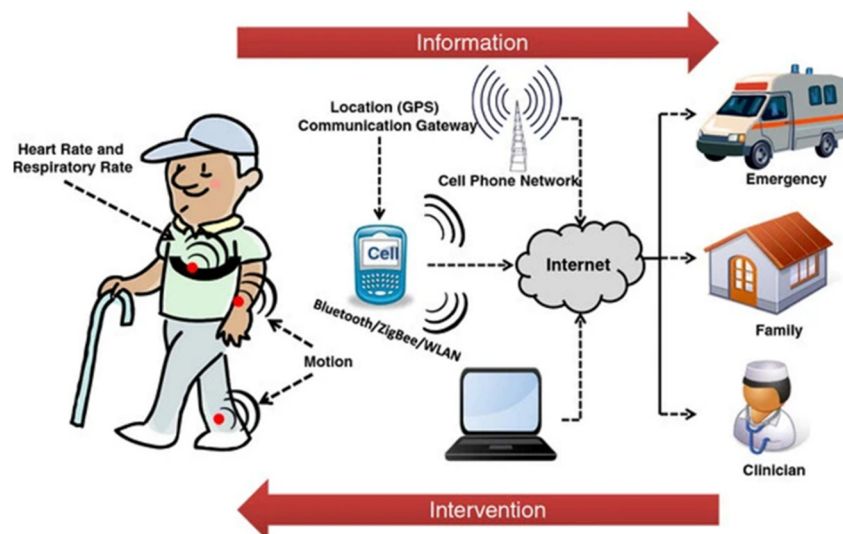 Information
Location (GPS)
Communication Gateway
Heart Rate and
Respiratory Rate
Cell Phone Network
Emergency
Cell
Internet
Bluetooth/ZigBee/WLAN
Family
Motion
Clinician
Intervention